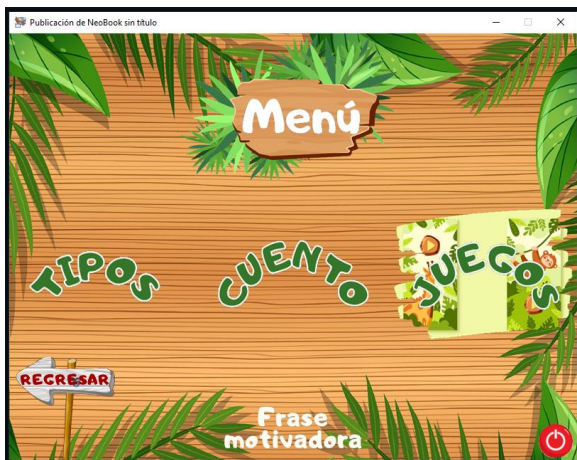 Publicación de NeoBook sin título
Menú
TIPOS
CUENTO
JUEGOS
REGRESAR
Frase
motivadora